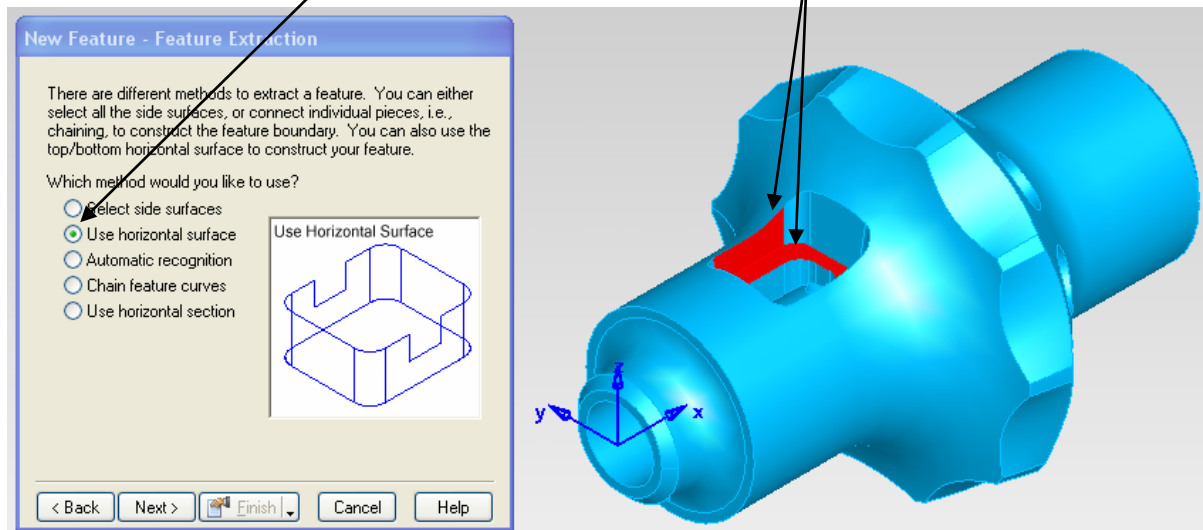 New Feature - Feature Extraction
There are different methods to extract a feature. You can either
select all the side surfaces, or connect individual pieces, i.e.,
chaining, to construct the feature boundary. You can also use the
top/bottom horizontal surface to construct your feature.
Which method would you like to use?
Select side surfaces
Use horizontal surface
Automatic recognition
Chain feature curves
Use horizontal section
Use Horizontal Surface
< Back
Next >
Finish
Cancel
Help
z
y
x